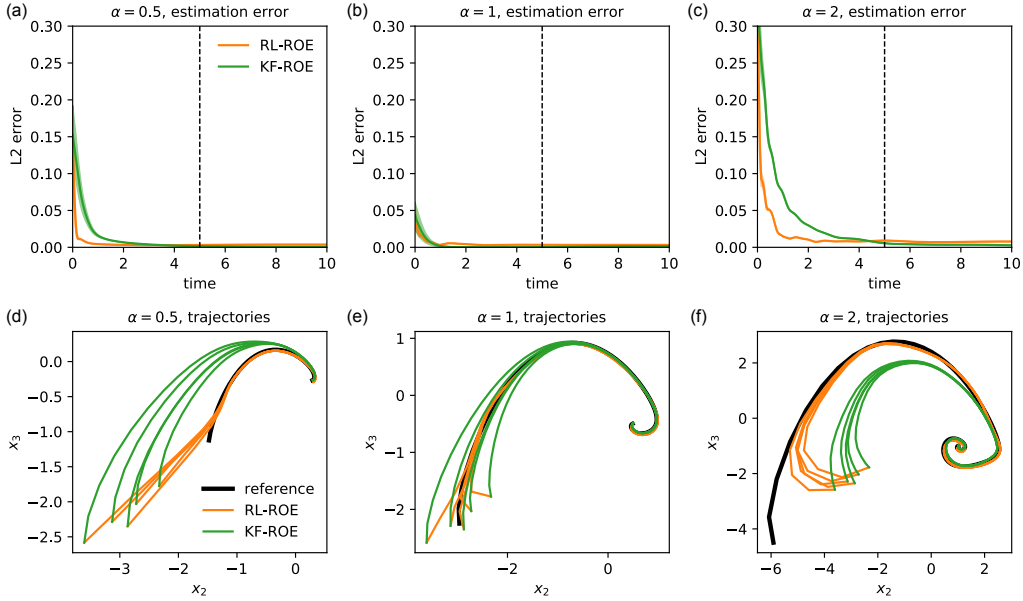 (a) α = 0.5, estimation error
0.30
0.25
0.20
0.15
0.10
0.05
0.00
L2 error
RL-ROE
KF-ROE
0 2 4 6 8 10
time
(b) α = 1, estimation error
0.30
0.25
0.20
0.15
0.10
0.05
0.00
L2 error
0 2 4 6 8 10
time
(c) α = 2, estimation error
0.30
0.25
0.20
0.15
0.10
0.05
0.00
L2 error
0 2 4 6 8 10
time
(d) α = 0.5, trajectories
0.0
−0.5
−1.0
−1.5
−2.0
−2.5
x₃
reference
RL-ROE
KF-ROE
−3 −2 −1 0
x₂
(e) α = 1, trajectories
1
0
−1
−2
x₃
−3 −2 −1 0 1
x₂
(f) α = 2, trajectories
2
0
−2
−4
x₃
−6 −4 −2 0 2
x₂